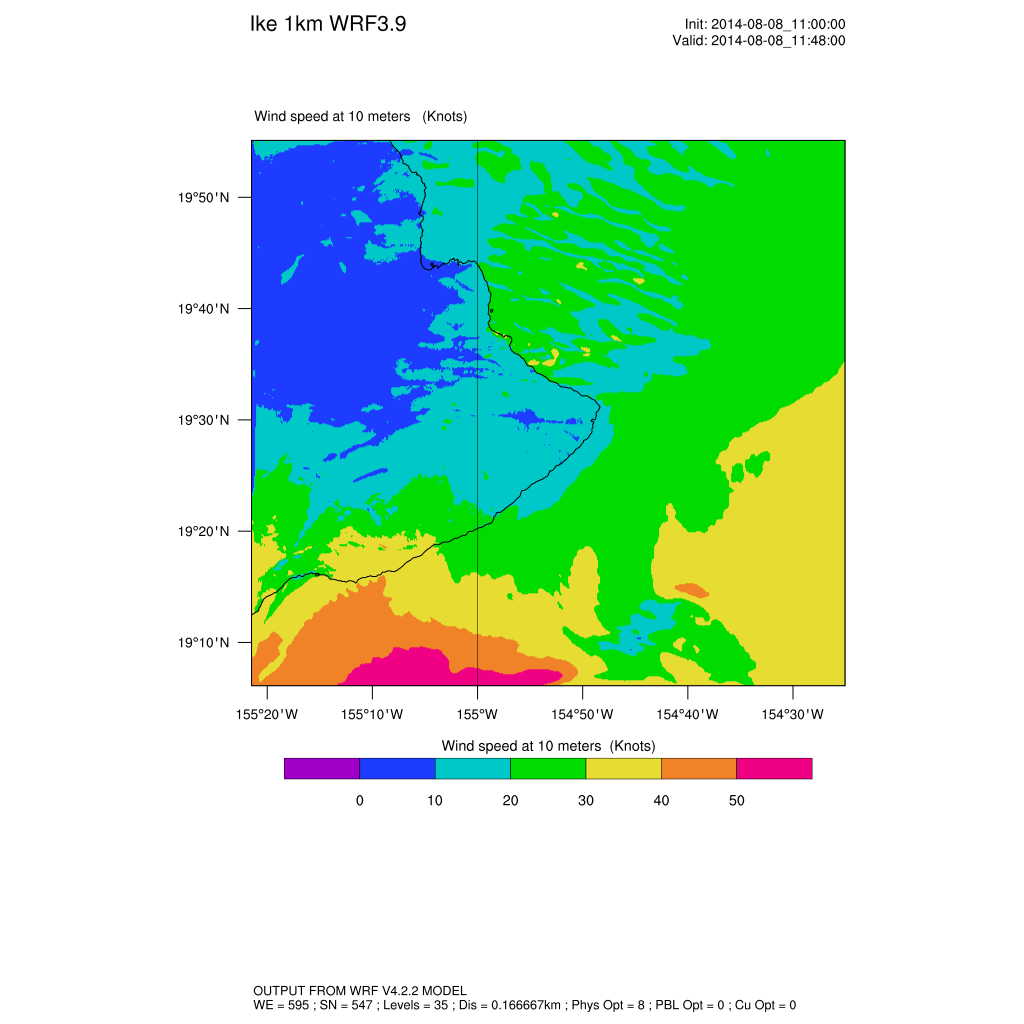 Ike 1km WRF3.9
Init: 2014-08-08_11:00:00
Valid: 2014-08-08_11:48:00
Wind speed at 10 meters (Knots)
19°50'N
19°40'N
19°30'N
19°20'N
19°10'N
155°20'W 155°10'W 155°W 154°50'W 154°40'W 154°30'W
Wind speed at 10 meters (Knots)
0 10 20 30 40 50
OUTPUT FROM WRF V4.2.2 MODEL
WE = 595 ; SN = 547 ; Levels = 35 ; Dis = 0.166667km ; Phys Opt = 8 ; PBL Opt = 0 ; Cu Opt = 0